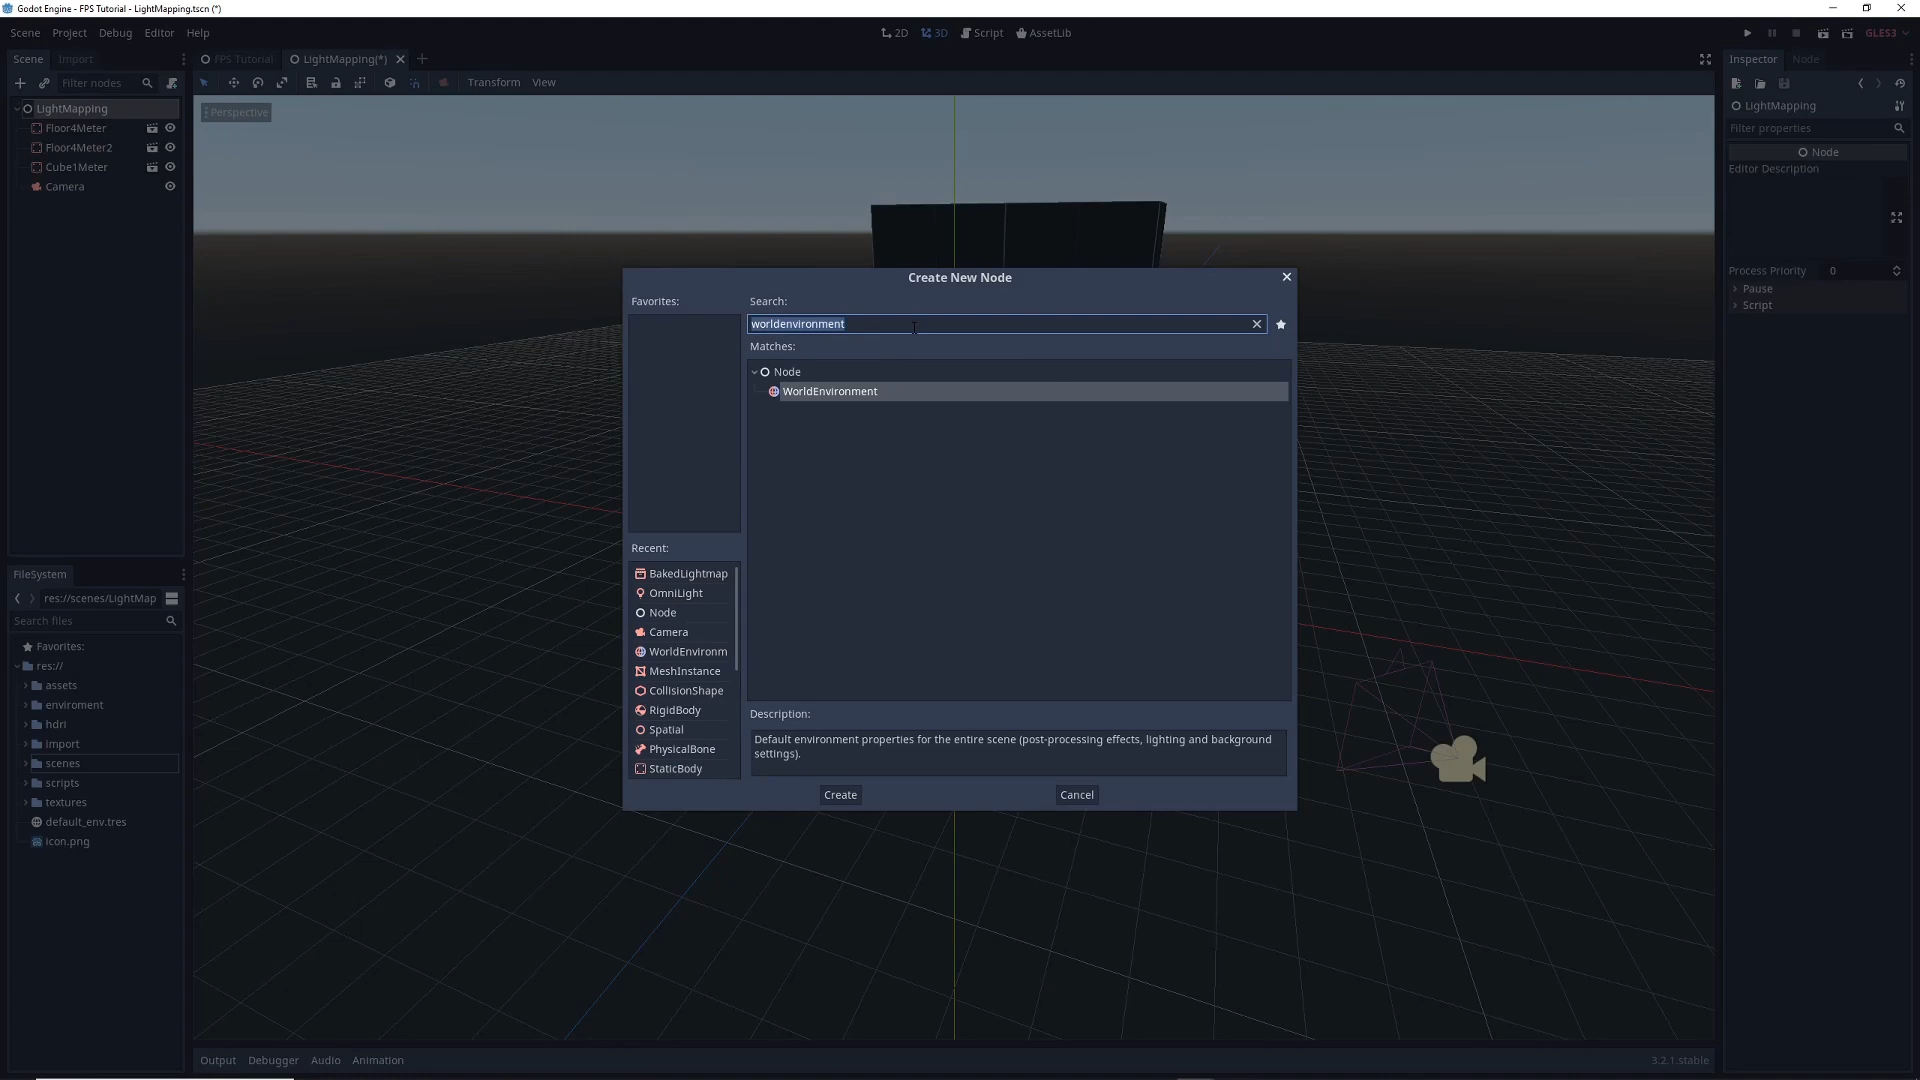 Godot Engine - FPS Tutorial - LightMapping.tscn (*)
Scene Project Debug Editor Help
2D 3D Script AssetLib
GLES3
Scene Import
FPS Tutorial LightMapping(*)
Inspector Node
Filter nodes
Transform View
LightMapping
Floor4Meter
Floor4Meter2
Cube1Meter
Camera
Perspective
LightMapping
Filter properties
Node
Editor Description
Process Priority 0
Pause
Script
Create New Node
Favorites:
Search:
worldenvironment
Matches:
Node
WorldEnvironment
Recent:
BakedLightmap
OmniLight
Node
Camera
WorldEnvironm
MeshInstance
CollisionShape
RigidBody
Spatial
PhysicalBone
StaticBody
Description:
Default environment properties for the entire scene (post-processing effects, lighting and background
settings).
Create Cancel
FileSystem
res://scenes/LightMap
Search files
Favorites:
res://
assets
enviroment
hdri
import
scenes
scripts
textures
default_env.tres
icon.png
Output Debugger Audio Animation
3.2.1.stable